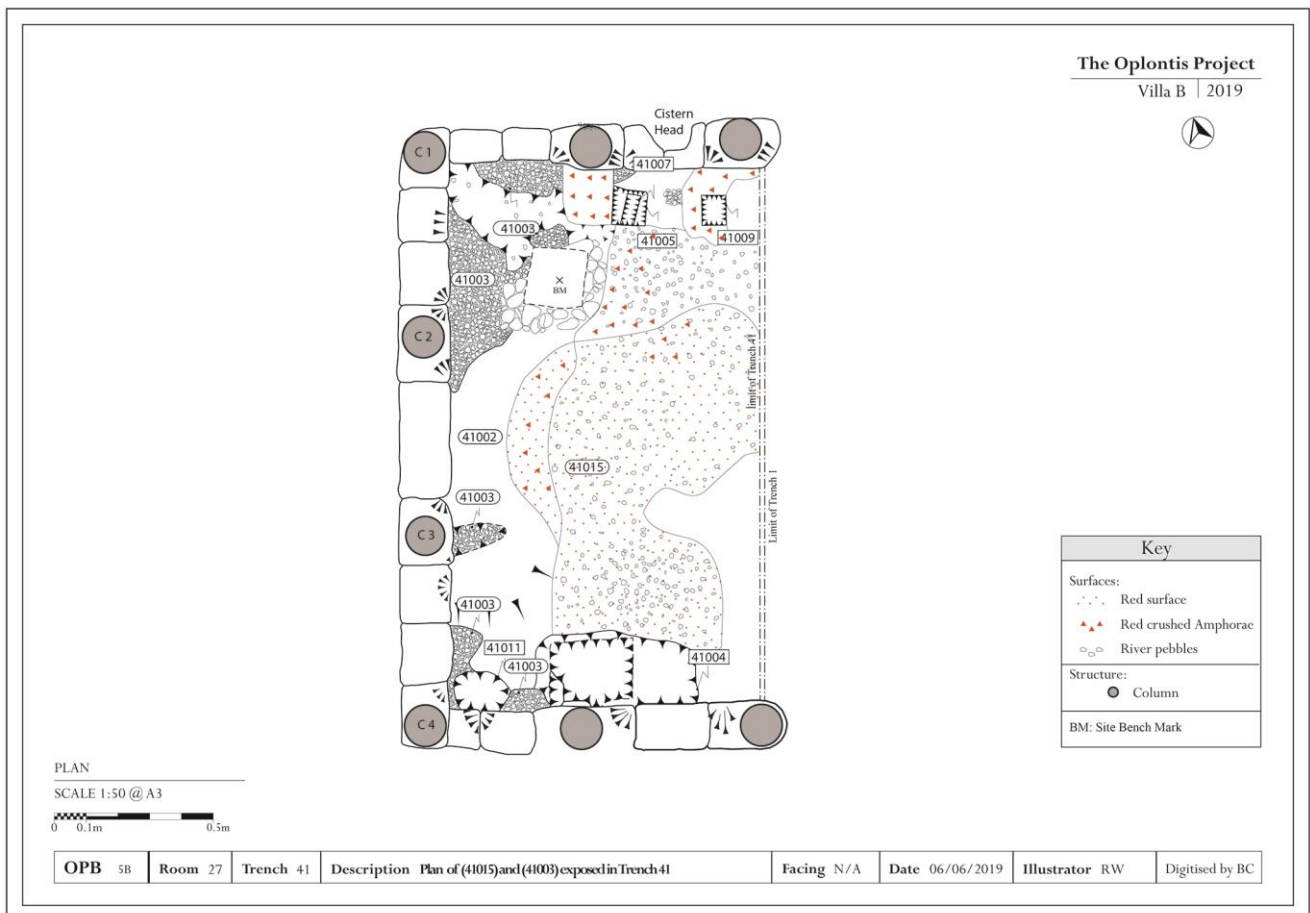 The Oplontis Project
Villa B | 2019
Cistern
Head
C 1
41007
41003
41005
41009
41003
BM
C 2
limit of Trench 41
41002
41015
41003
Limit of Trench 1
C 3
41003
41011
41003
41004
C 4
Key
Surfaces:
Red surface
Red crushed Amphorae
River pebbles
Structure:
Column
BM: Site Bench Mark
PLAN
SCALE 1:50 @ A3
0 0.1m 0.5m
OPB 5B Room 27 Trench 41 Description Plan of (41015) and (41003) exposed in Trench 41 Facing N/A Date 06/06/2019 Illustrator RW Digitised by BC